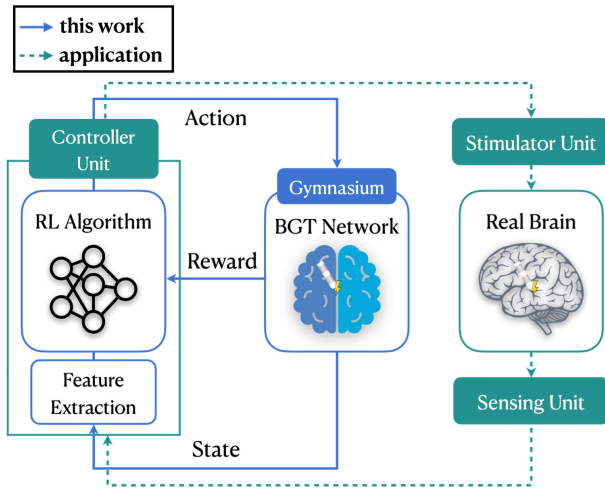 this work
application
Action
Controller
Unit
Stimulator Unit
Gymnasium
RL Algorithm
BGT Network
Real Brain
Reward
Feature
Extraction
Sensing Unit
State